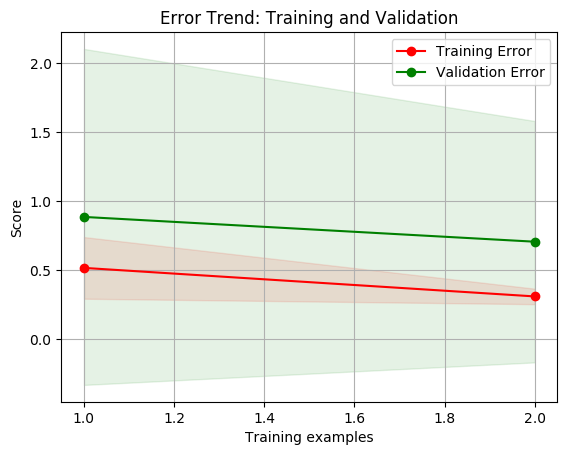 Error Trend: Training and Validation
Training Error
Validation Error
2.0
1.5
1.0
0.5
0.0
Score
1.0 1.2 1.4 1.6 1.8 2.0
Training examples